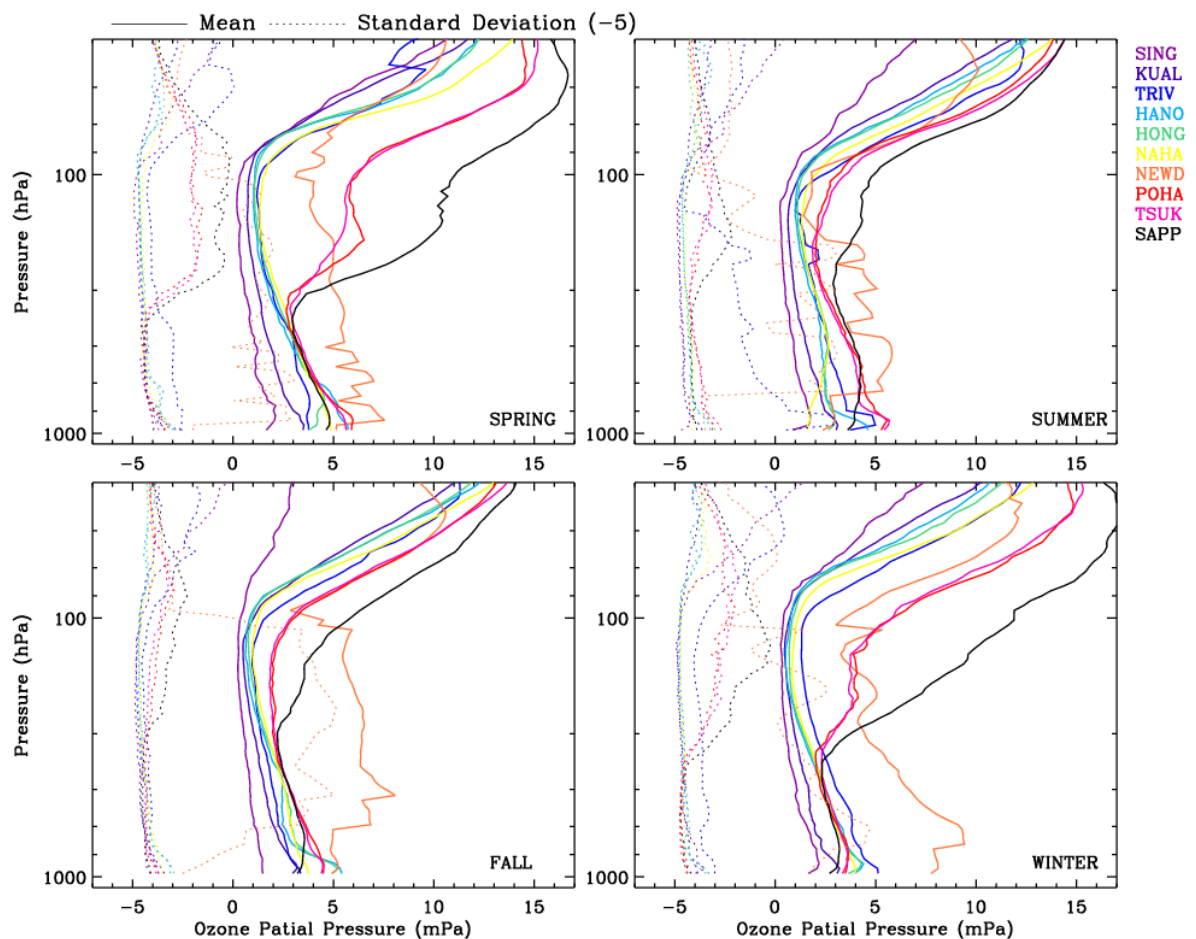 Mean Standard Deviation (-5)
SING
KUAL
TRIV
HANO
HONG
NAHA
NEWD
POHA
TSUK
SAPP
Pressure (hPa)
100
1000
SPRING
-5 0 5 10 15
100
1000
SUMMER
-5 0 5 10 15
Pressure (hPa)
100
1000
FALL
-5 0 5 10 15
Ozone Patial Pressure (mPa)
100
1000
WINTER
-5 0 5 10 15
Ozone Patial Pressure (mPa)